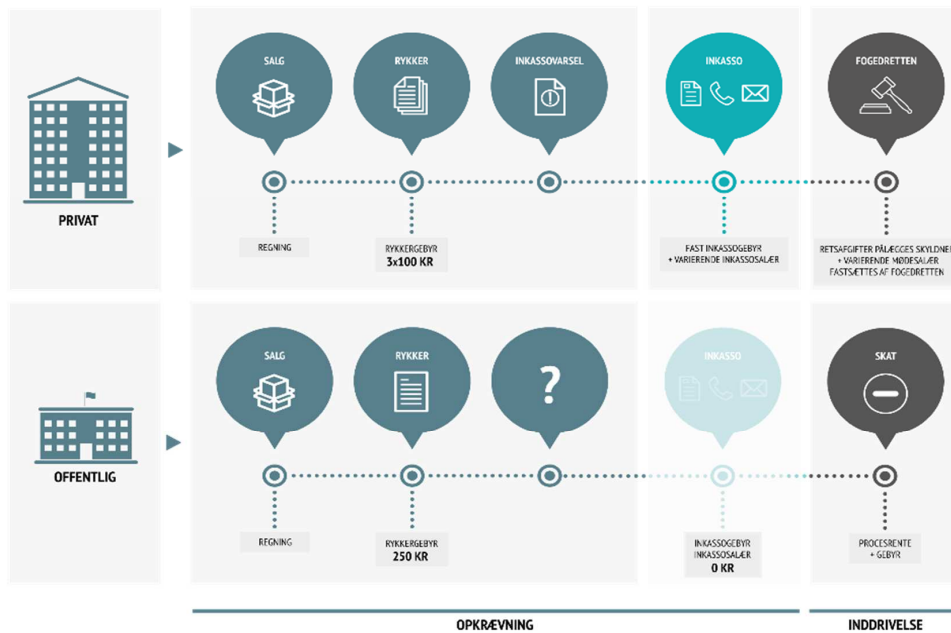 SALG
RYKKER
INKASSOVARSEL
INKASSO
FOGEDRETTEN
PRIVAT
REGNING
RYKKERGEBYR
3x100 KR
FAST INKASSOGEBYR
+ VARIERENDE INKASSOSALÆR
RETSAFGIFTER PÅLÆGGES SKYLDNER
+ VARIERENDE MØDESALÆR
FASTSÆTTES AF FOGEDRETTEN
SALG
RYKKER
?
INKASSO
SKAT
OFFENTLIG
REGNING
RYKKERGEBYR
250 KR
INKASSOGEBYR
INKASSOSALÆR
0 KR
PROCESRENTE
+ GEBYR
OPKRÆVNING
INDDRIVELSE